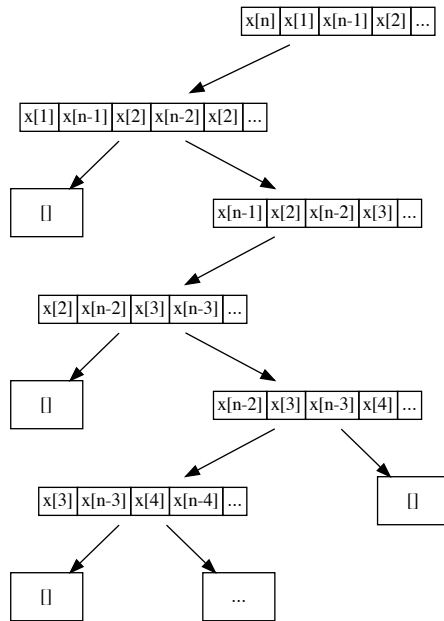 x[n] x[1] x[n-1] x[2] ...
x[1] x[n-1] x[2] x[n-2] x[2] ...
[] x[n-1] x[2] x[n-2] x[3] ...
x[2] x[n-2] x[3] x[n-3] ...
[] x[n-2] x[3] x[n-3] x[4] ...
x[3] x[n-3] x[4] x[n-4] ... []
[] ...